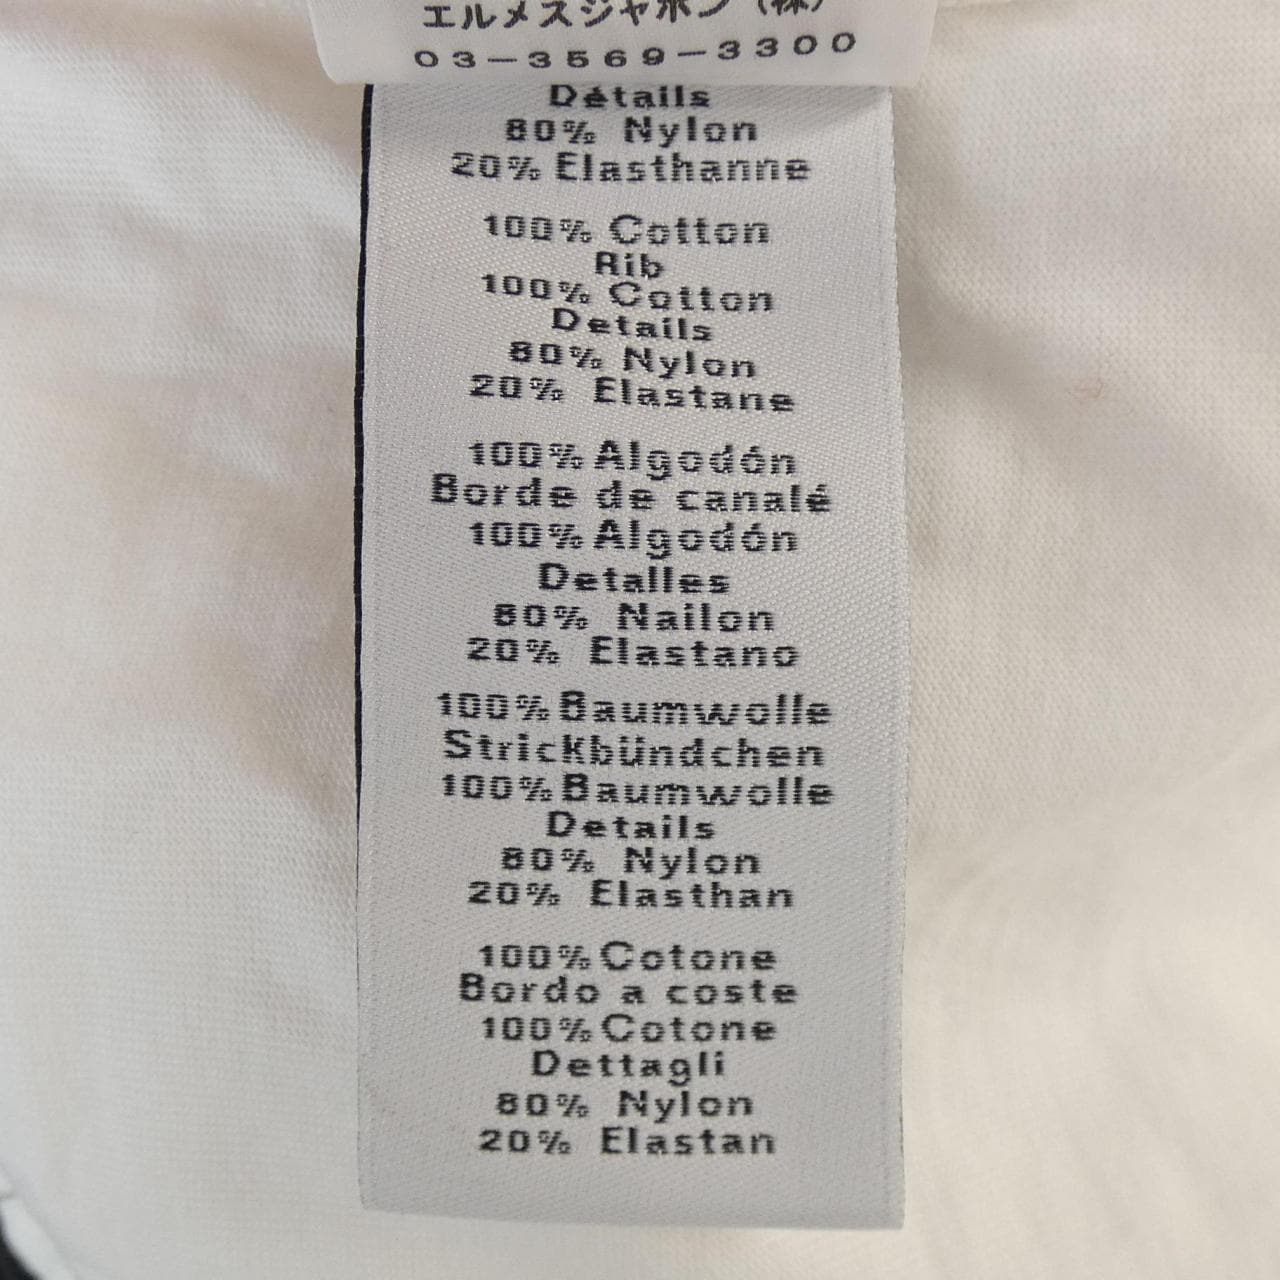 エルメスジャポン(株)
03-3569-3300
Détails
80% Nylon
20% Elasthanne
100% Cotton
Rib
100% Cotton
Details
80% Nylon
20% Elastane
100% Algodón
Borde de canalé
100% Algodón
Detalles
80% Nailon
20% Elastano
100% Baumwolle
Strickbündchen
100% Baumwolle
Details
80% Nylon
20% Elasthan
100% Cotone
Bordo a coste
100% Cotone
Dettagli
80% Nylon
20% Elastan